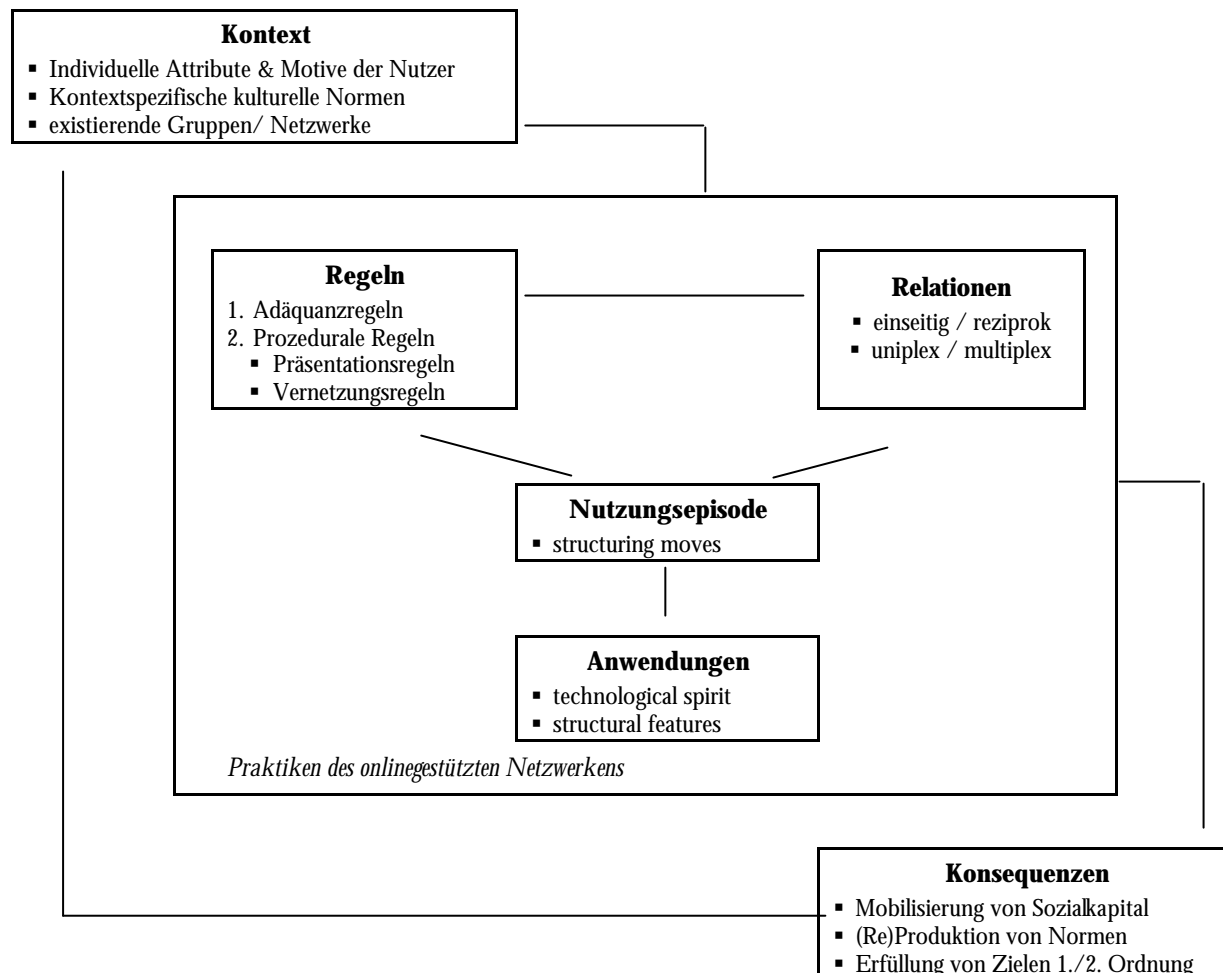 Kontext
▪ Individuelle Attribute & Motive der Nutzer
▪ Kontextspezifische kulturelle Normen
▪ existierende Gruppen/ Netzwerke
Regeln
1. Adäquanzregeln
2. Prozedurale Regeln
▪ Präsentationsregeln
▪ Vernetzungsregeln
Relationen
▪ einseitig / reziprok
▪ uniplex / multiplex
Nutzungsepisode
▪ structuring moves
Anwendungen
▪ technological spirit
▪ structural features
Praktiken des onlinegestützten Netzwerkens
Konsequenzen
▪ Mobilisierung von Sozialkapital
▪ (Re)Produktion von Normen
▪ Erfüllung von Zielen 1./2. Ordnung